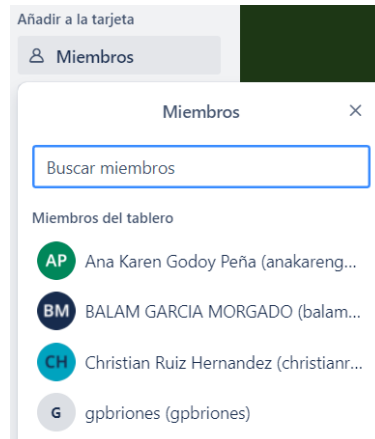 Añadir a la tarjeta
Miembros
Miembros
Buscar miembros
Miembros del tablero
AP Ana Karen Godoy Peña (anakareng...
BM BALAM GARCIA MORGADO (balam...
CH Christian Ruiz Hernandez (christianr...
G gpbriones (gpbriones)